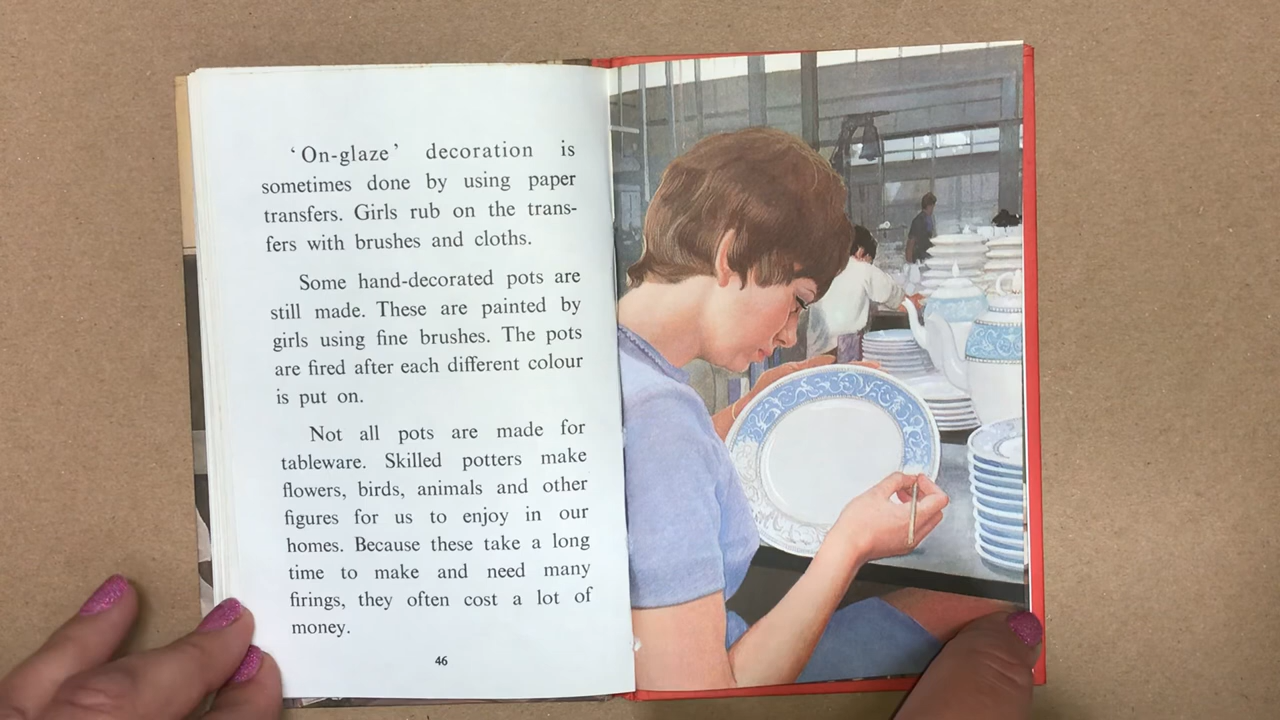 ‘On-glaze’ decoration is
sometimes done by using paper
transfers. Girls rub on the trans-
fers with brushes and cloths.
Some hand-decorated pots are
still made. These are painted by
girls using fine brushes. The pots
are fired after each different colour
is put on.
Not all pots are made for
tableware. Skilled potters make
flowers, birds, animals and other
figures for us to enjoy in our
homes. Because these take a long
time to make and need many
firings, they often cost a lot of
money.
46